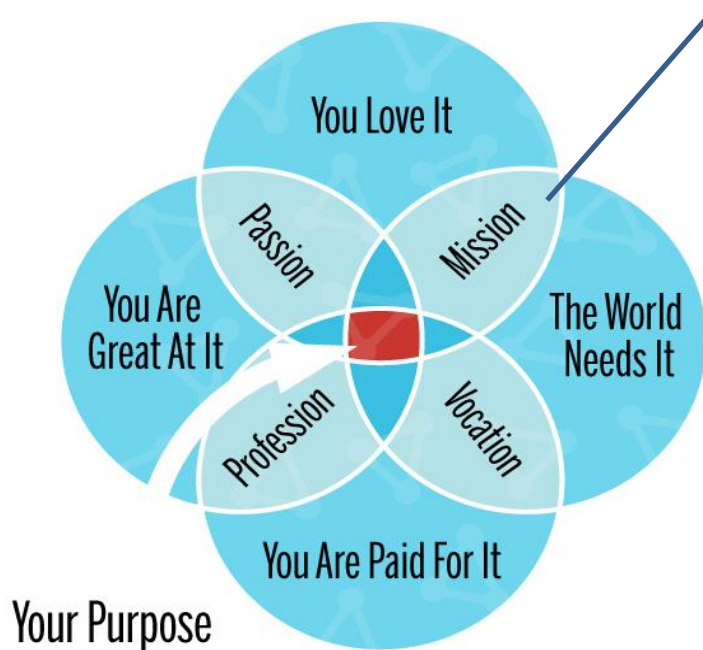 You Love It
Passion
Mission
You Are
Great At It
The World
Needs It
Profession
Vocation
You Are Paid For It
Your Purpose